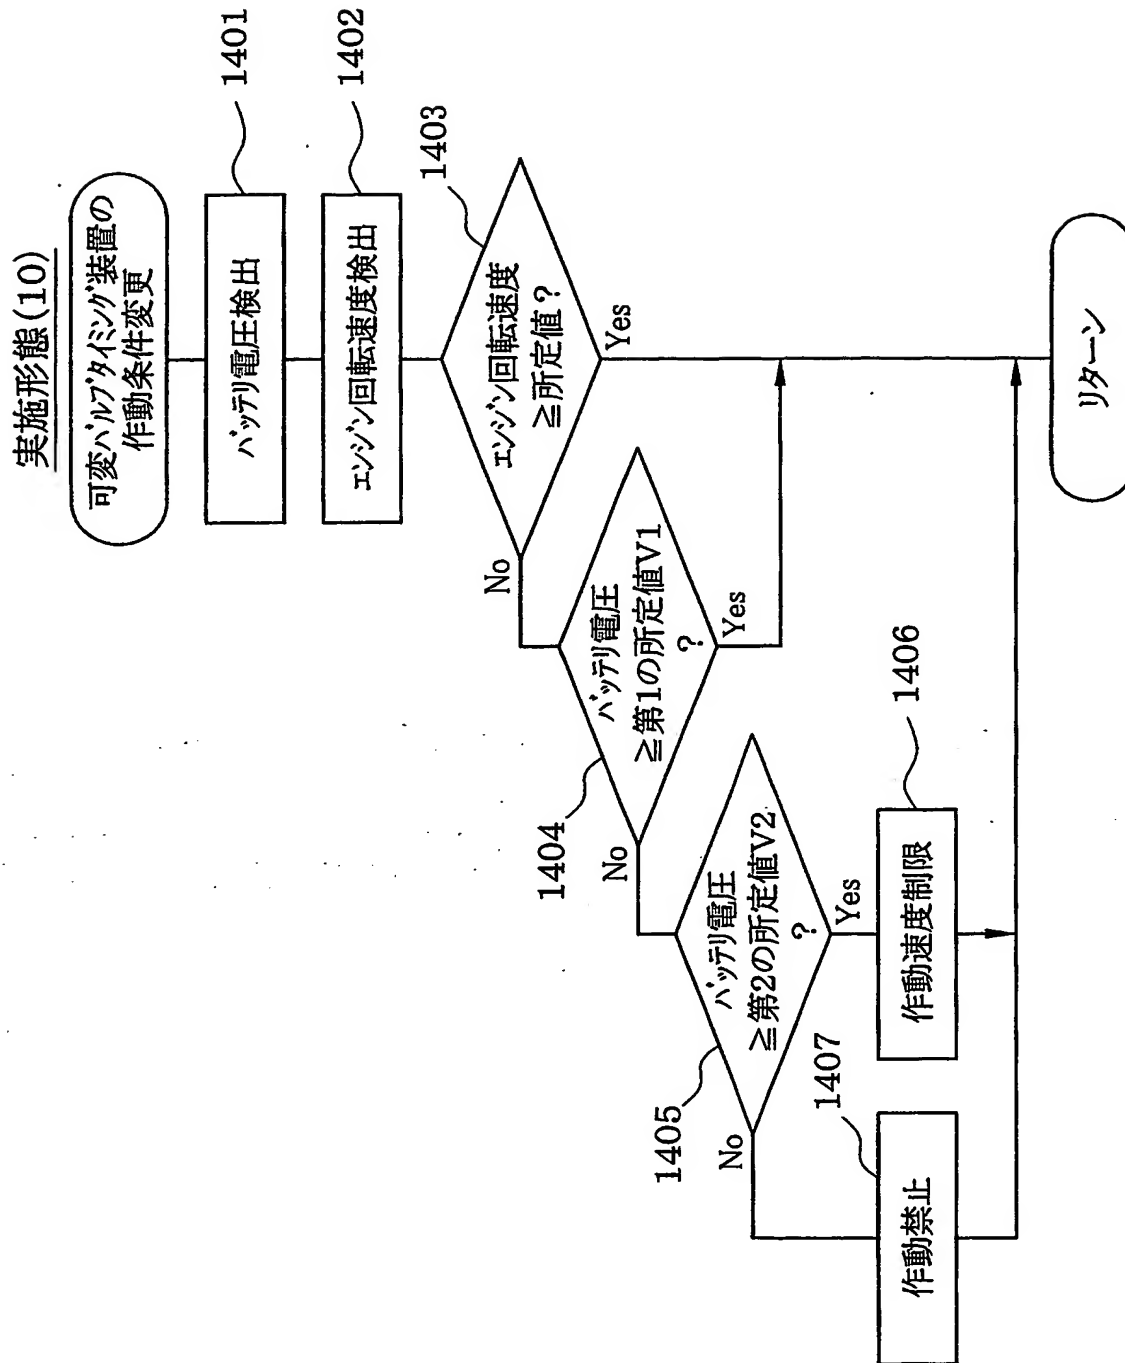 実施形態(10)
可変バルブタイミング装置の
作動条件変更
バッテリ電圧検出
1401
エンジン回転速度検出
1402
エンジン回転速度
≧所定値?
1403
Yes
No
バッテリ電圧
≧第1の所定値V1
?
1404
Yes
No
バッテリ電圧
≧第2の所定値V2
?
1405
Yes
No
作動速度制限
1406
作動禁止
1407
リターン